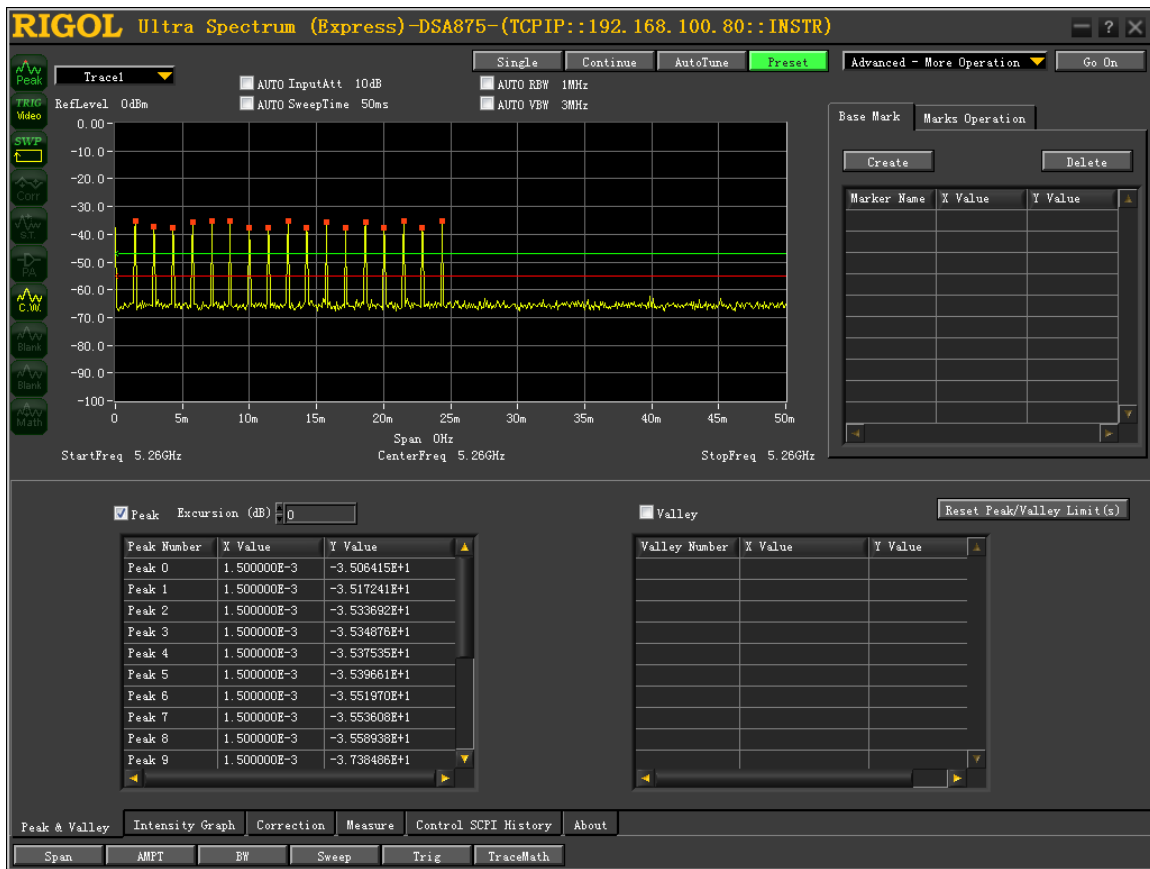 RIGOL Ultra Spectrum (Express)-DSA875-(TCPIP::192.168.100.80::INSTR) ?
Single Continue AutoTune Preset Advanced - More Operation Go On
Peak
Trace1
AUTO InputAtt 10dB AUTO RBW 1MHz
TRIG
Video
RefLevel 0dBm AUTO SweepTime 50ms AUTO VBW 3MHz
SWP
Corr
S.T.
PA
C.W.
Blank
Blank
Math
0.00
-10.0
-20.0
-30.0
-40.0
-50.0
-60.0
-70.0
-80.0
-90.0
-100
0 5m 10m 15m 20m 25m 30m 35m 40m 45m 50m
Span 0Hz
StartFreq 5.26GHz CenterFreq 5.26GHz StopFreq 5.26GHz
Base Mark Marks Operation
Create Delete
Marker Name X Value Y Value
Peak Excursion (dB) 0
Peak Number X Value Y Value
Peak 0 1.500000E-3 -3.506415E+1
Peak 1 1.500000E-3 -3.517241E+1
Peak 2 1.500000E-3 -3.533692E+1
Peak 3 1.500000E-3 -3.534876E+1
Peak 4 1.500000E-3 -3.537535E+1
Peak 5 1.500000E-3 -3.539661E+1
Peak 6 1.500000E-3 -3.551970E+1
Peak 7 1.500000E-3 -3.553608E+1
Peak 8 1.500000E-3 -3.558938E+1
Peak 9 1.500000E-3 -3.738486E+1
Valley Reset Peak/Valley Limit(s)
Valley Number X Value Y Value
Peak & Valley Intensity Graph Correction Measure Control SCPI History About
Span AMPT BW Sweep Trig TraceMath